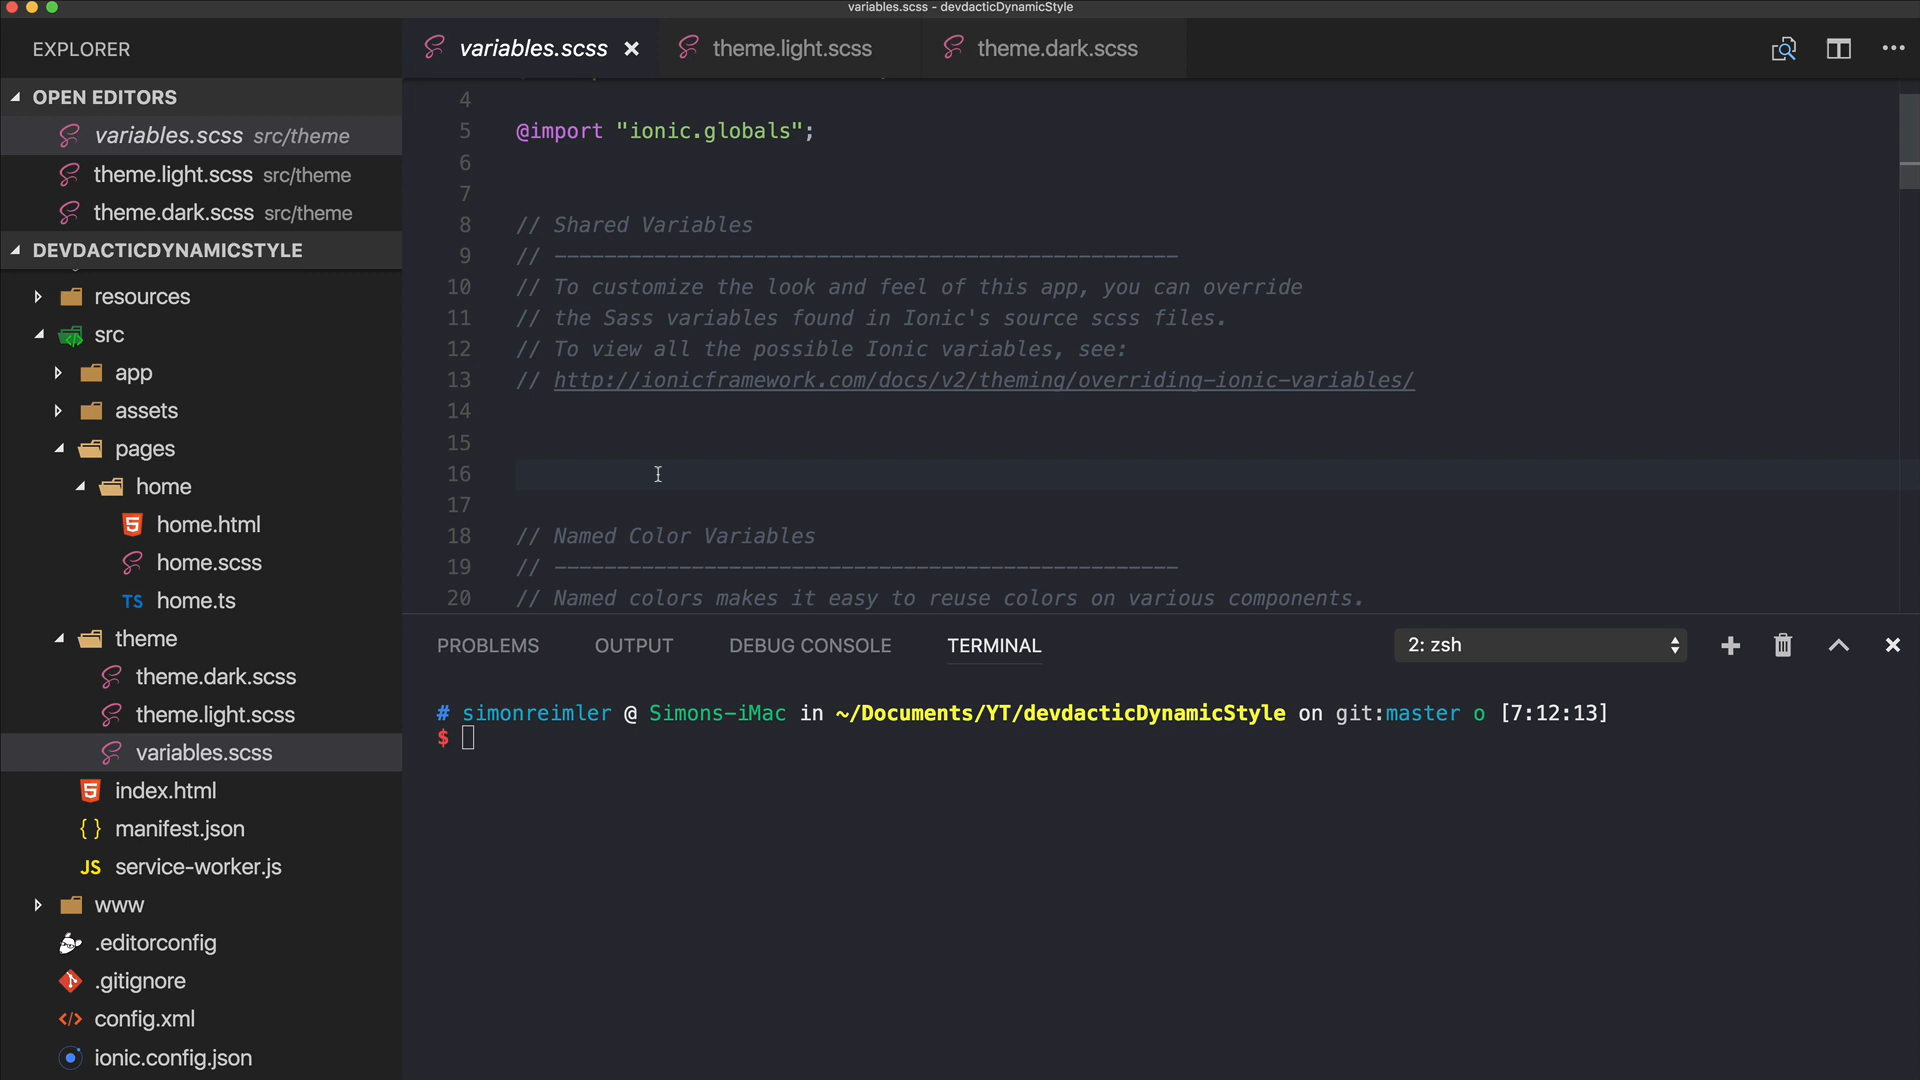 variables.scss - devdacticDynamicStyle
EXPLORER
OPEN EDITORS
variables.scss src/theme
theme.light.scss src/theme
theme.dark.scss src/theme
DEVDACTICDYNAMICSTYLE
resources
src
app
assets
pages
home
home.html
home.scss
TS home.ts
theme
theme.dark.scss
theme.light.scss
variables.scss
index.html
{ } manifest.json
JS service-worker.js
www
.editorconfig
.gitignore
config.xml
ionic.config.json
variables.scss
theme.light.scss
theme.dark.scss
4
5 @import "ionic.globals";
6
7
8 // Shared Variables
9 // --------------------------------------------------
10 // To customize the look and feel of this app, you can override
11 // the Sass variables found in Ionic's source scss files.
12 // To view all the possible Ionic variables, see:
13 // http://ionicframework.com/docs/v2/theming/overriding-ionic-variables/
14
15
16
17
18 // Named Color Variables
19 // --------------------------------------------------
20 // Named colors makes it easy to reuse colors on various components.
PROBLEMS OUTPUT DEBUG CONSOLE TERMINAL 2: zsh
# simonreimler @ Simons-iMac in ~/Documents/YT/devdacticDynamicStyle on git:master o [7:12:13]
$